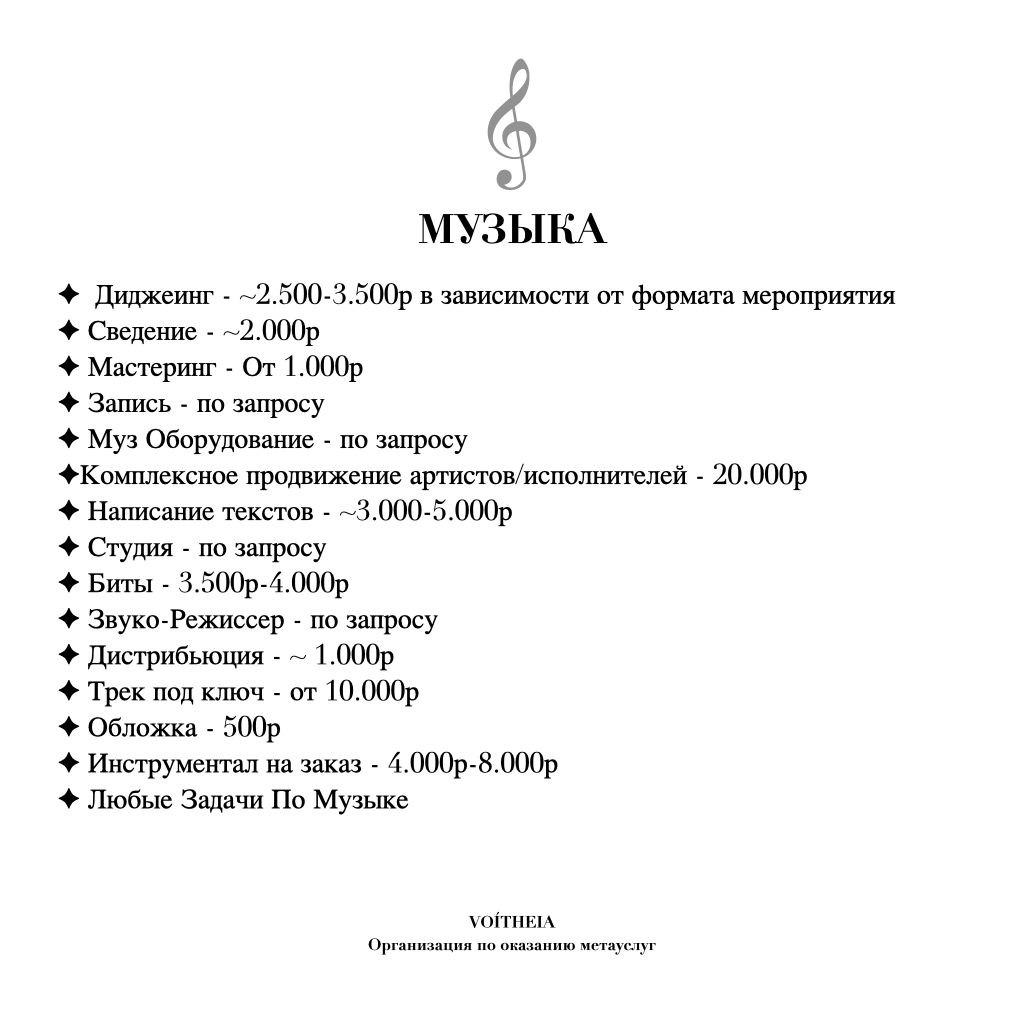 МУЗЫКА
✦ Диджеинг - ~2.500-3.500р в зависимости от формата мероприятия
✦ Сведение - ~2.000р
✦ Мастеринг - От 1.000р
✦ Запись - по запросу
✦ Муз Оборудование - по запросу
✦Комплексное продвижение артистов/исполнителей - 20.000р
✦ Написание текстов - ~3.000-5.000р
✦ Студия - по запросу
✦ Биты - 3.500р-4.000р
✦ Звуко-Режиссер - по запросу
✦ Дистрибьюция - ~ 1.000р
✦ Трек под ключ - от 10.000р
✦ Обложка - 500р
✦ Инструментал на заказ - 4.000р-8.000р
✦ Любые Задачи По Музыке
VOÍTHEIA
Организация по оказанию метауслуг